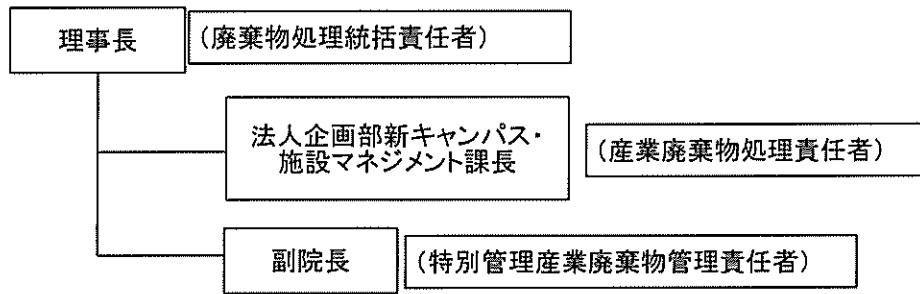 理事長
(廃棄物処理統括責任者)
法人企画部新キャンパス・
施設マネジメント課長
(産業廃棄物処理責任者)
副院長
(特別管理産業廃棄物管理責任者)